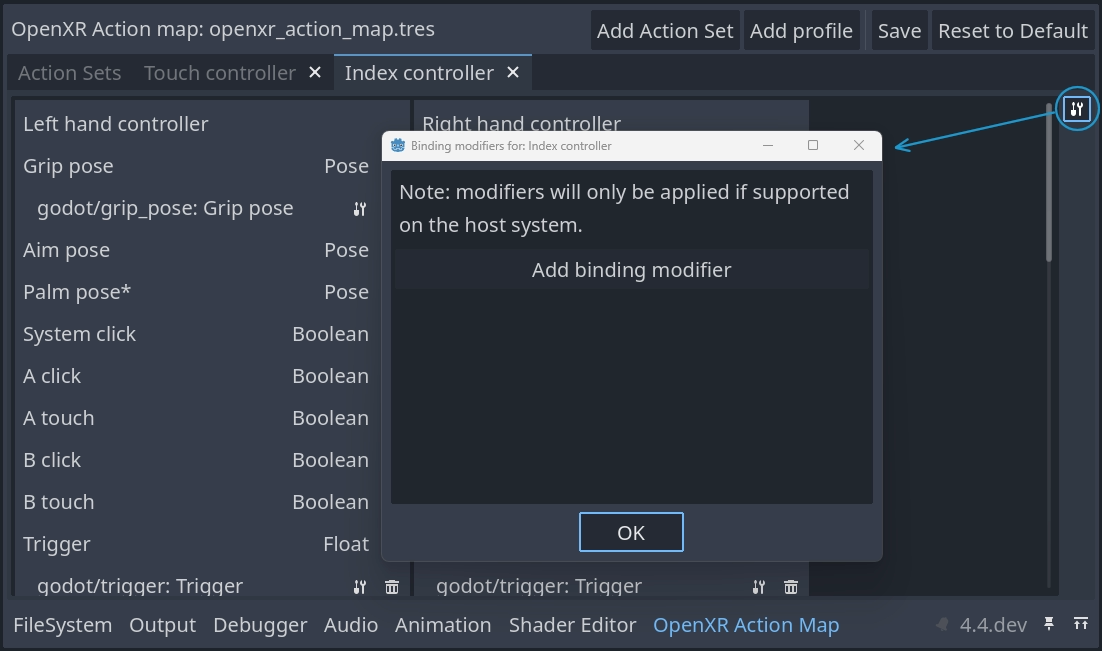 OpenXR Action map: openxr_action_map.tres
Add Action Set
Add profile
Save
Reset to Default
Action Sets
Touch controller
Index controller
Left hand controller
Right hand controller
Grip pose
Pose
godot/grip_pose: Grip pose
Aim pose
Pose
Palm pose*
Pose
System click
Boolean
A click
Boolean
A touch
Boolean
B click
Boolean
B touch
Boolean
Trigger
Float
godot/trigger: Trigger
godot/trigger: Trigger
Binding modifiers for: Index controller
Note: modifiers will only be applied if supported
on the host system.
Add binding modifier
OK
FileSystem
Output
Debugger
Audio
Animation
Shader Editor
OpenXR Action Map
4.4.dev